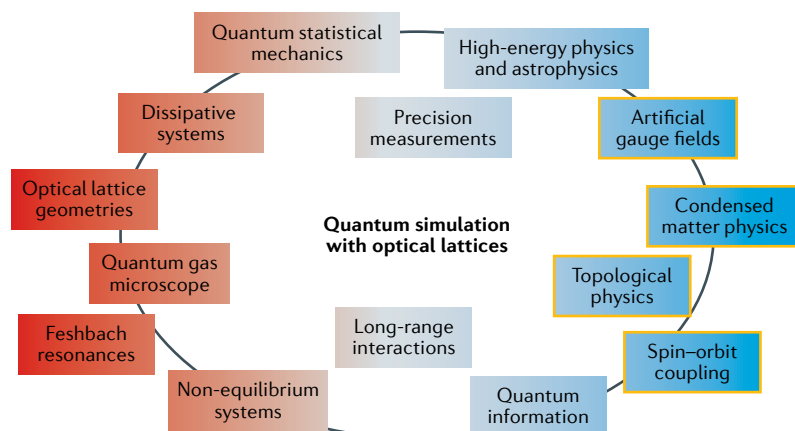 Quantum statistical
mechanics
High-energy physics
and astrophysics
Dissipative
systems
Precision
measurements
Artificial
gauge fields
Optical lattice
geometries
Condensed
matter physics
Quantum simulation
with optical lattices
Quantum gas
microscope
Topological
physics
Feshbach
resonances
Long-range
interactions
Spin–orbit
coupling
Non-equilibrium
systems
Quantum
information